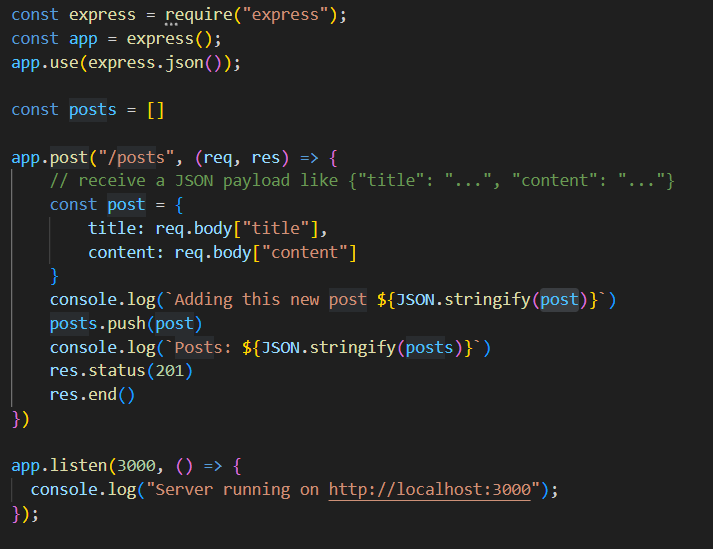 const express = require("express");
const app = express();
app.use(express.json());

const posts = []

app.post("/posts", (req, res) => {
    // receive a JSON payload like {"title": "...", "content": "..."}
    const post = {
        title: req.body["title"],
        content: req.body["content"]
    }
    console.log(`Adding this new post ${JSON.stringify(post)}`)
    posts.push(post)
    console.log(`Posts: ${JSON.stringify(posts)}`)
    res.status(201)
    res.end()
})

app.listen(3000, () => {
  console.log("Server running on http://localhost:3000");
});